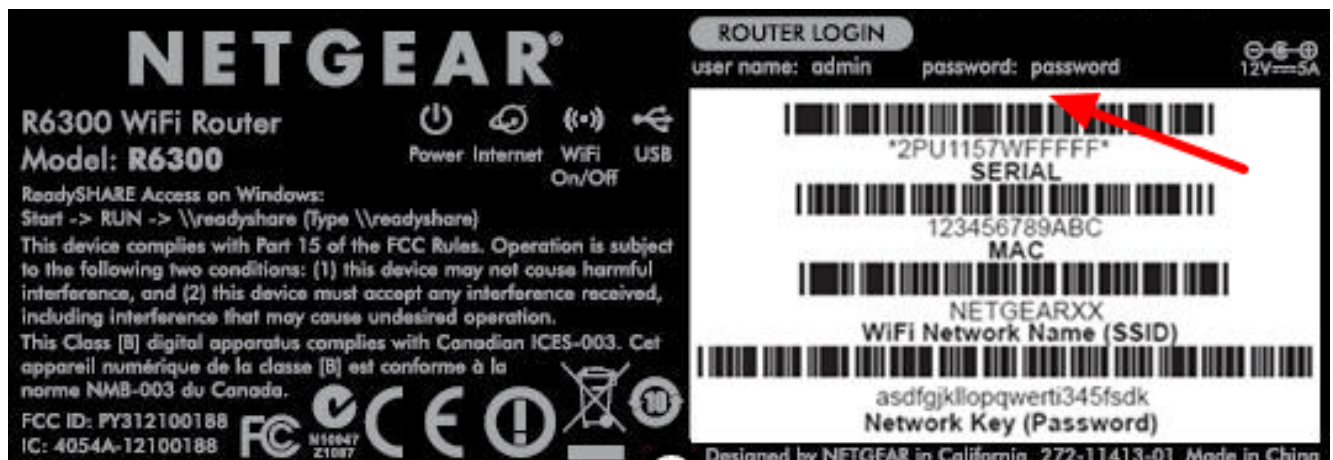 NETGEAR®
R6300 WiFi Router
Model: R6300
Power Internet WiFi On/Off USB
ReadySHARE Access on Windows:
Start -> RUN -> \\readyshare (Type \\readyshare)
This device complies with Part 15 of the FCC Rules. Operation is subject
to the following two conditions: (1) this device may not cause harmful
interference, and (2) this device must accept any interference received,
including interference that may cause undesired operation.
This Class [B] digital apparatus complies with Canadian ICES-003. Cet
appareil numérique de la classe [B] est conforme à la
norme NMB-003 du Canada.
FCC ID: PY312100188
IC: 4054A-12100188
FC
N10947
Z1087
CE
10
ROUTER LOGIN
user name: admin password: password
12V 5A
*2PU1157WFFFFF*
SERIAL
123456789ABC
MAC
NETGEARXX
WiFi Network Name (SSID)
asdfgjkllopqwerti345fsdk
Network Key (Password)
Designed by NETGEAR in California 272-11413-01 Made in China